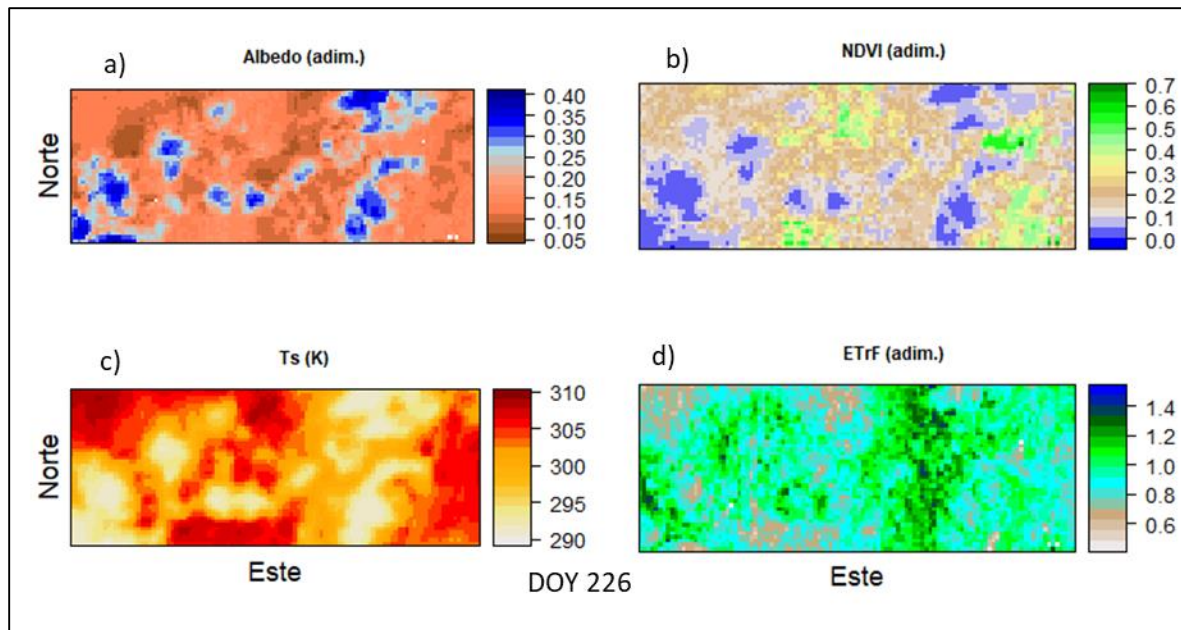 a)
Albedo (adim.)
Norte
0.40
0.35
0.30
0.25
0.20
0.15
0.10
0.05
b)
NDVI (adim.)
0.7
0.6
0.5
0.4
0.3
0.2
0.1
0.0
c)
Ts (K)
Norte
310
305
300
295
290
Este
d)
ETrF (adim.)
1.4
1.2
1.0
0.8
0.6
Este
DOY 226